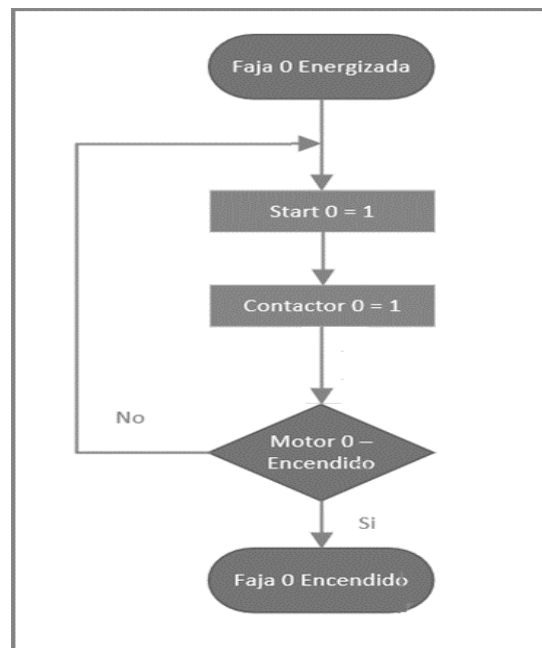 Faja 0 Energizada
Start 0 = 1
Contactor 0 = 1
No
Motor 0 –
Encendido
Si
Faja 0 Encendido